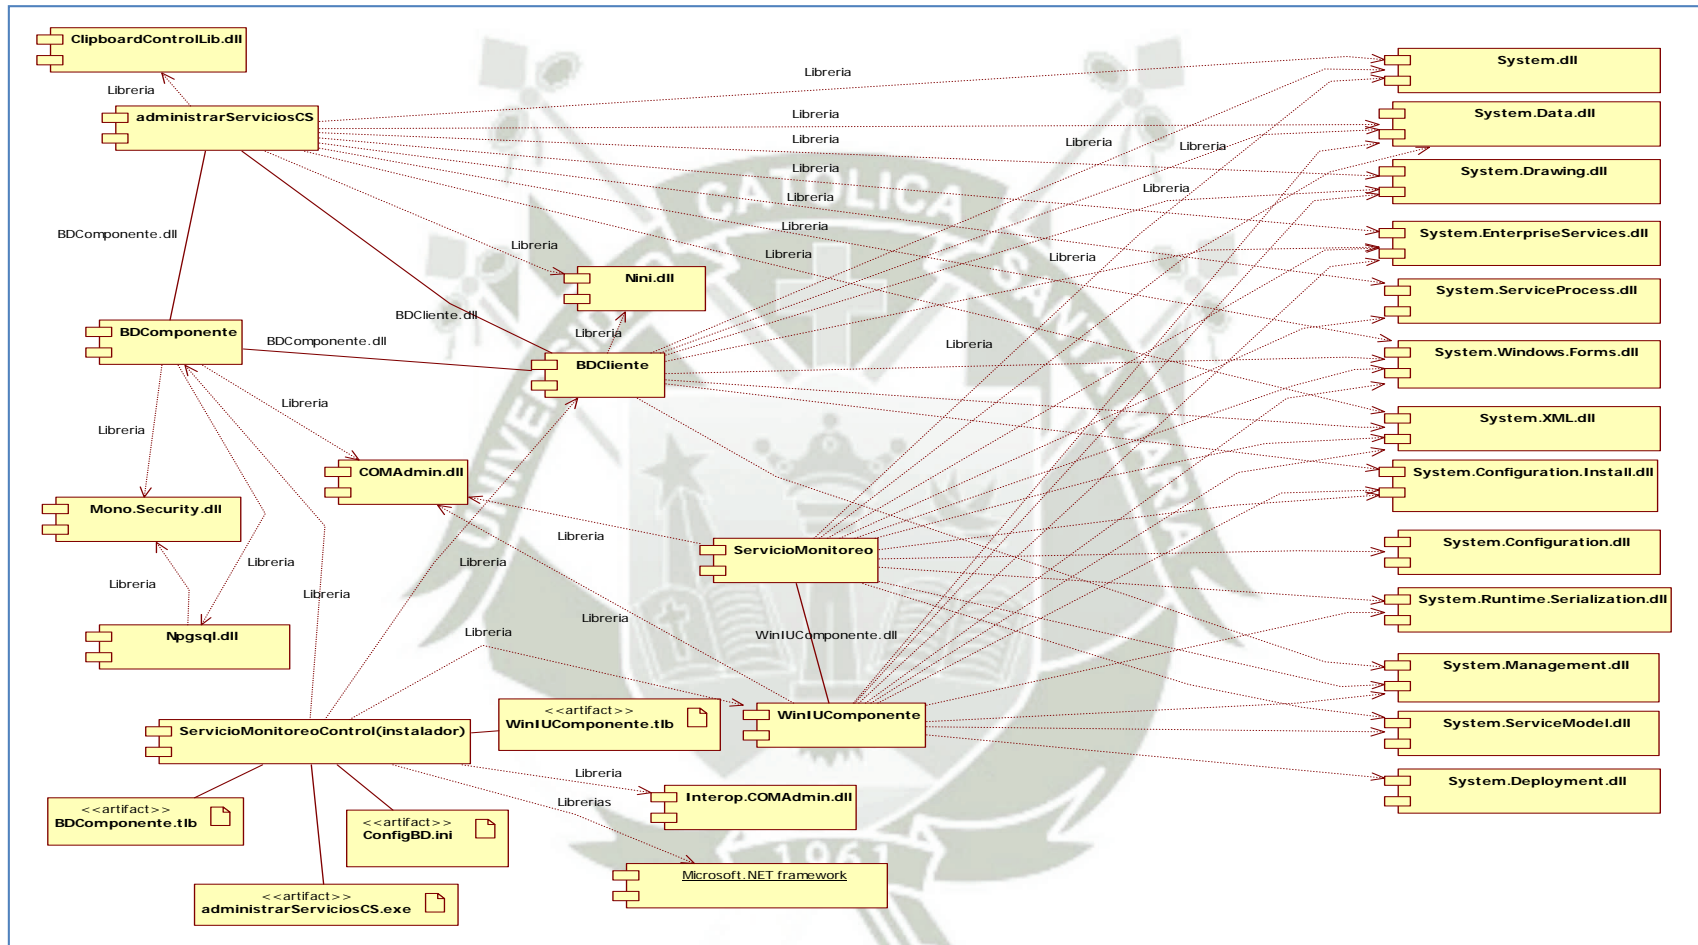 ClipboardControlLib.dll
Libreria
administrarServiciosCS
BDComponente.dll
BDCliente.dll
Libreria
Nini.dll
Libreria
BDComponente
BDComponente.dll
BDCliente
Libreria
Libreria
COMAdmin.dll
Mono.Security.dll
Libreria
Libreria
Libreria
Npgsql.dll
Libreria
Libreria
Libreria
Libreria
ServicioMonitoreo
WinIUComponente.dll
WinIUComponente
ServicioMonitoreoControl(instalador)
<<artifact>>
WinIUComponente.tlb
<<artifact>>
BDComponente.tlb
<<artifact>>
ConfigBD.ini
<<artifact>>
administrarServiciosCS.exe
Libreria
Interop.COMAdmin.dll
Librerias
Microsoft.NET framework
Libreria
Libreria
Libreria
Libreria
Libreria
Libreria
Libreria
Libreria
Libreria
Libreria
Libreria
Libreria
System.dll
System.Data.dll
System.Drawing.dll
System.EnterpriseServices.dll
System.ServiceProcess.dll
System.Windows.Forms.dll
System.XML.dll
System.Configuration.Install.dll
System.Configuration.dll
System.Runtime.Serialization.dll
System.Management.dll
System.ServiceModel.dll
System.Deployment.dll
CATOLICA
1961